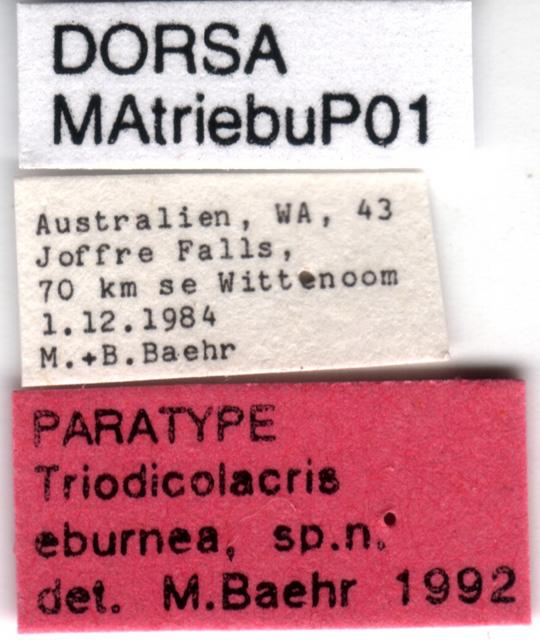 DORSA
MAtriebuP01
Australien, WA, 43
Joffre Falls,
70 km se Wittenoom
1.12.1984
M.+B.Baehr
PARATYPE
Triodicolacris
eburnea, sp.n.
det. M.Baehr 1992